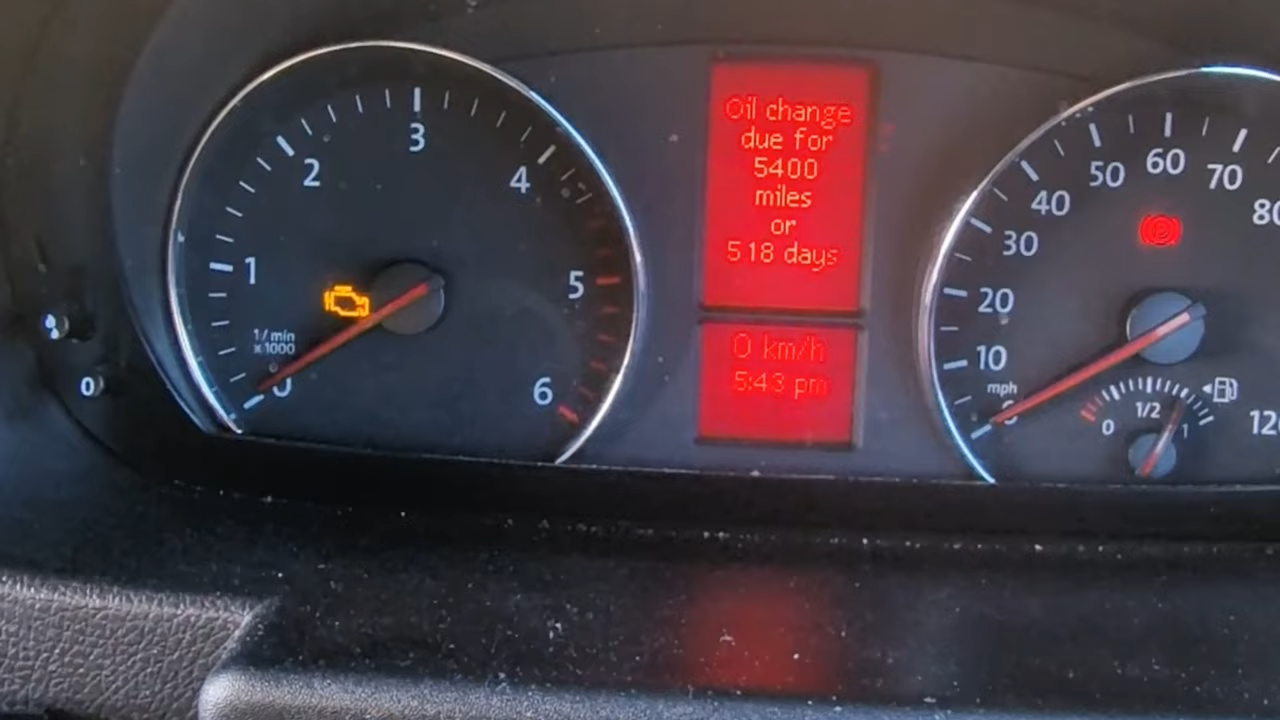 1
2
3
4
5
6
0
1/min
x1000
0
Oil change
due for
5400
miles
or
518 days
0 km/h
5:43 pm
10
20
30
40
50
60
70
80
mph
0
1/2
1